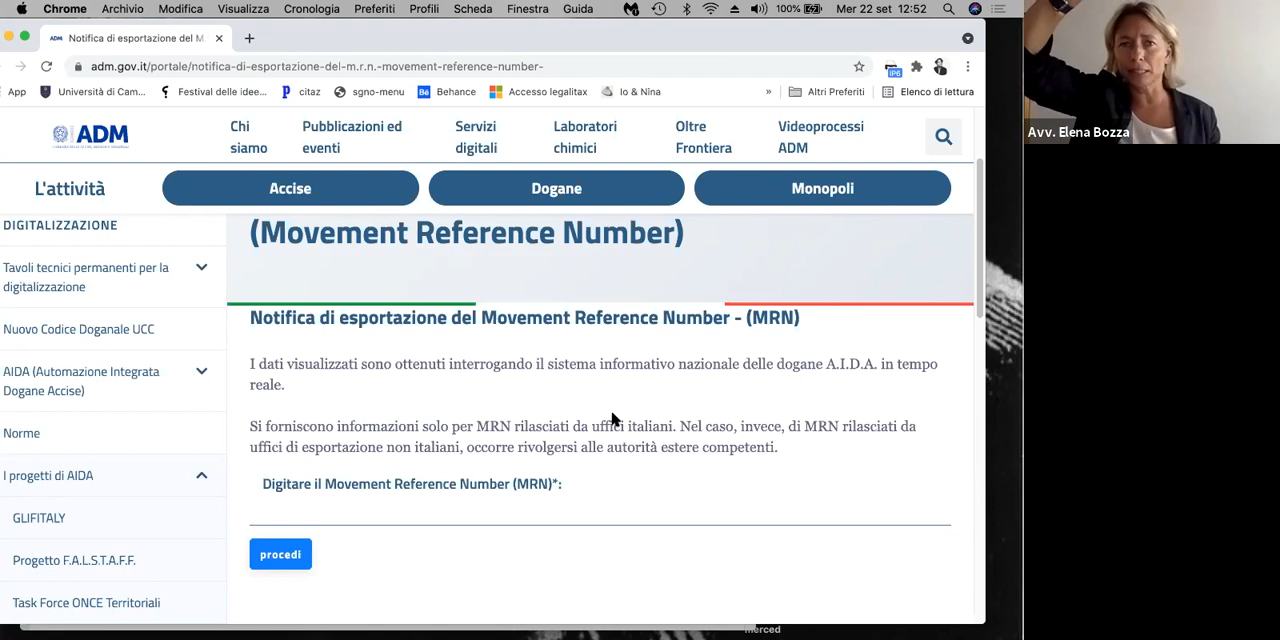 Chrome Archivio Modifica Visualizza Cronologia Preferiti Profili Scheda Finestra Guida 100% Mer 22 set 12:52
ADM Notifica di esportazione del M
adm.gov.it/portale/notifica-di-esportazione-del-m.r.n.-movement-reference-number-
IP6
App Università di Cam... Festival delle idee... citaz sgno-menu Behance Accesso legalitax Io & Nina » Altri Preferiti Elenco di lettura
ADM
Chi siamo
Pubblicazioni ed eventi
Servizi digitali
Laboratori chimici
Oltre Frontiera
Videoprocessi ADM
L'attività Accise Dogane Monopoli
DIGITALIZZAZIONE
Tavoli tecnici permanenti per la
digitalizzazione
Nuovo Codice Doganale UCC
AIDA (Automazione Integrata
Dogane Accise)
Norme
I progetti di AIDA
GLIFITALY
Progetto F.A.L.S.T.A.F.F.
Task Force ONCE Territoriali
(Movement Reference Number)
Notifica di esportazione del Movement Reference Number - (MRN)
I dati visualizzati sono ottenuti interrogando il sistema informativo nazionale delle dogane A.I.D.A. in tempo
reale.
Si forniscono informazioni solo per MRN rilasciati da uffici italiani. Nel caso, invece, di MRN rilasciati da
uffici di esportazione non italiani, occorre rivolgersi alle autorità estere competenti.
Digitare il Movement Reference Number (MRN)*:
procedi
Avv. Elena Bozza
merced